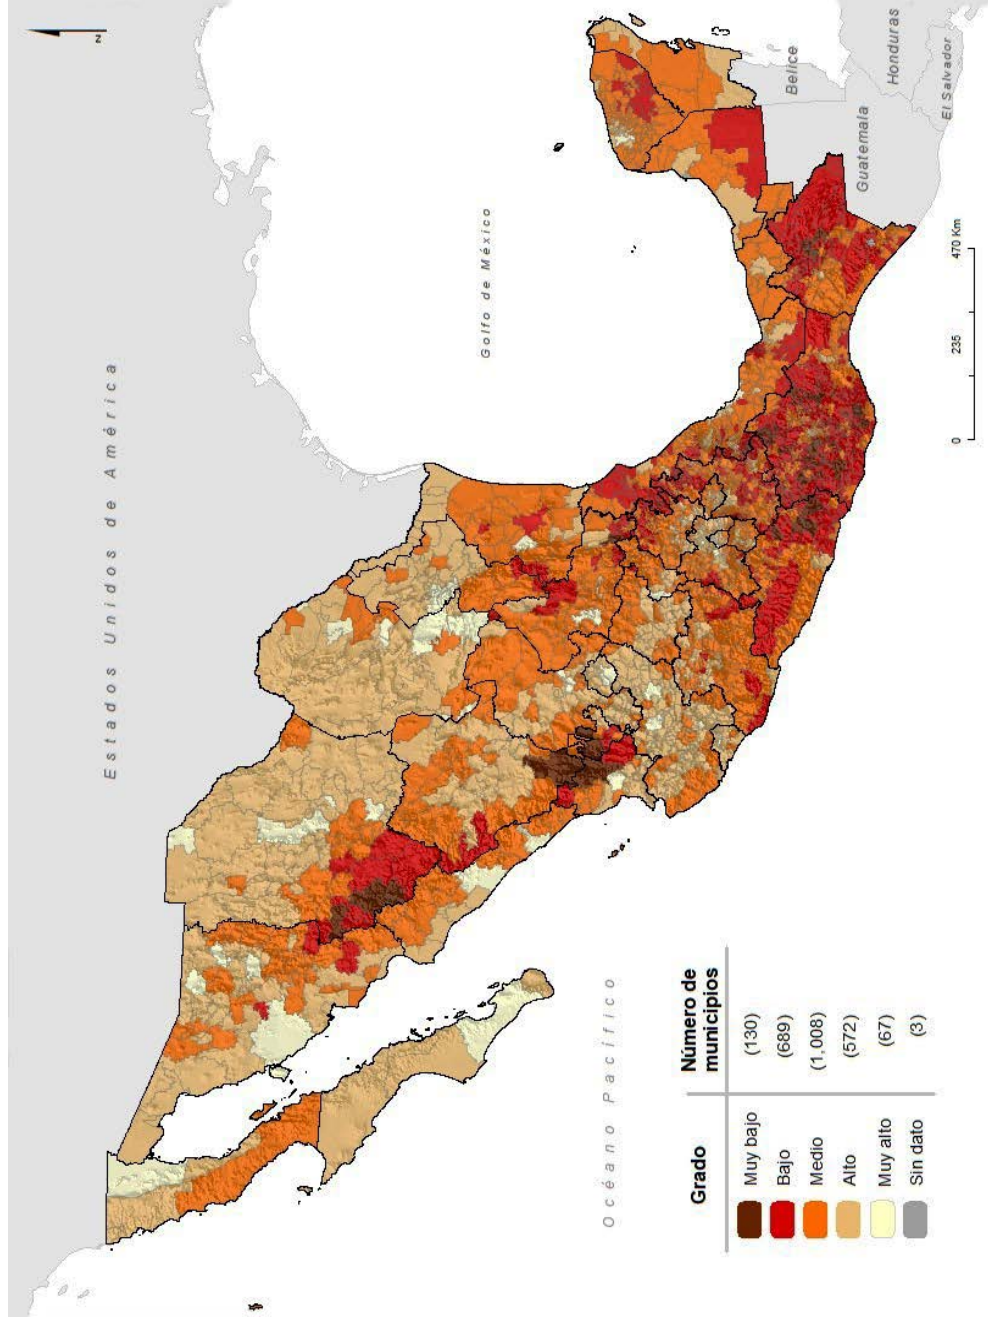 N
Estados Unidos de América
Golfo de México
Belice
Guatemala
Honduras
El Salvador
Océano Pacífico
Grado Número de municipios
Muy bajo (130)
Bajo (689)
Medio (1,008)
Alto (572)
Muy alto (67)
Sin dato (3)
0 235 470 Km